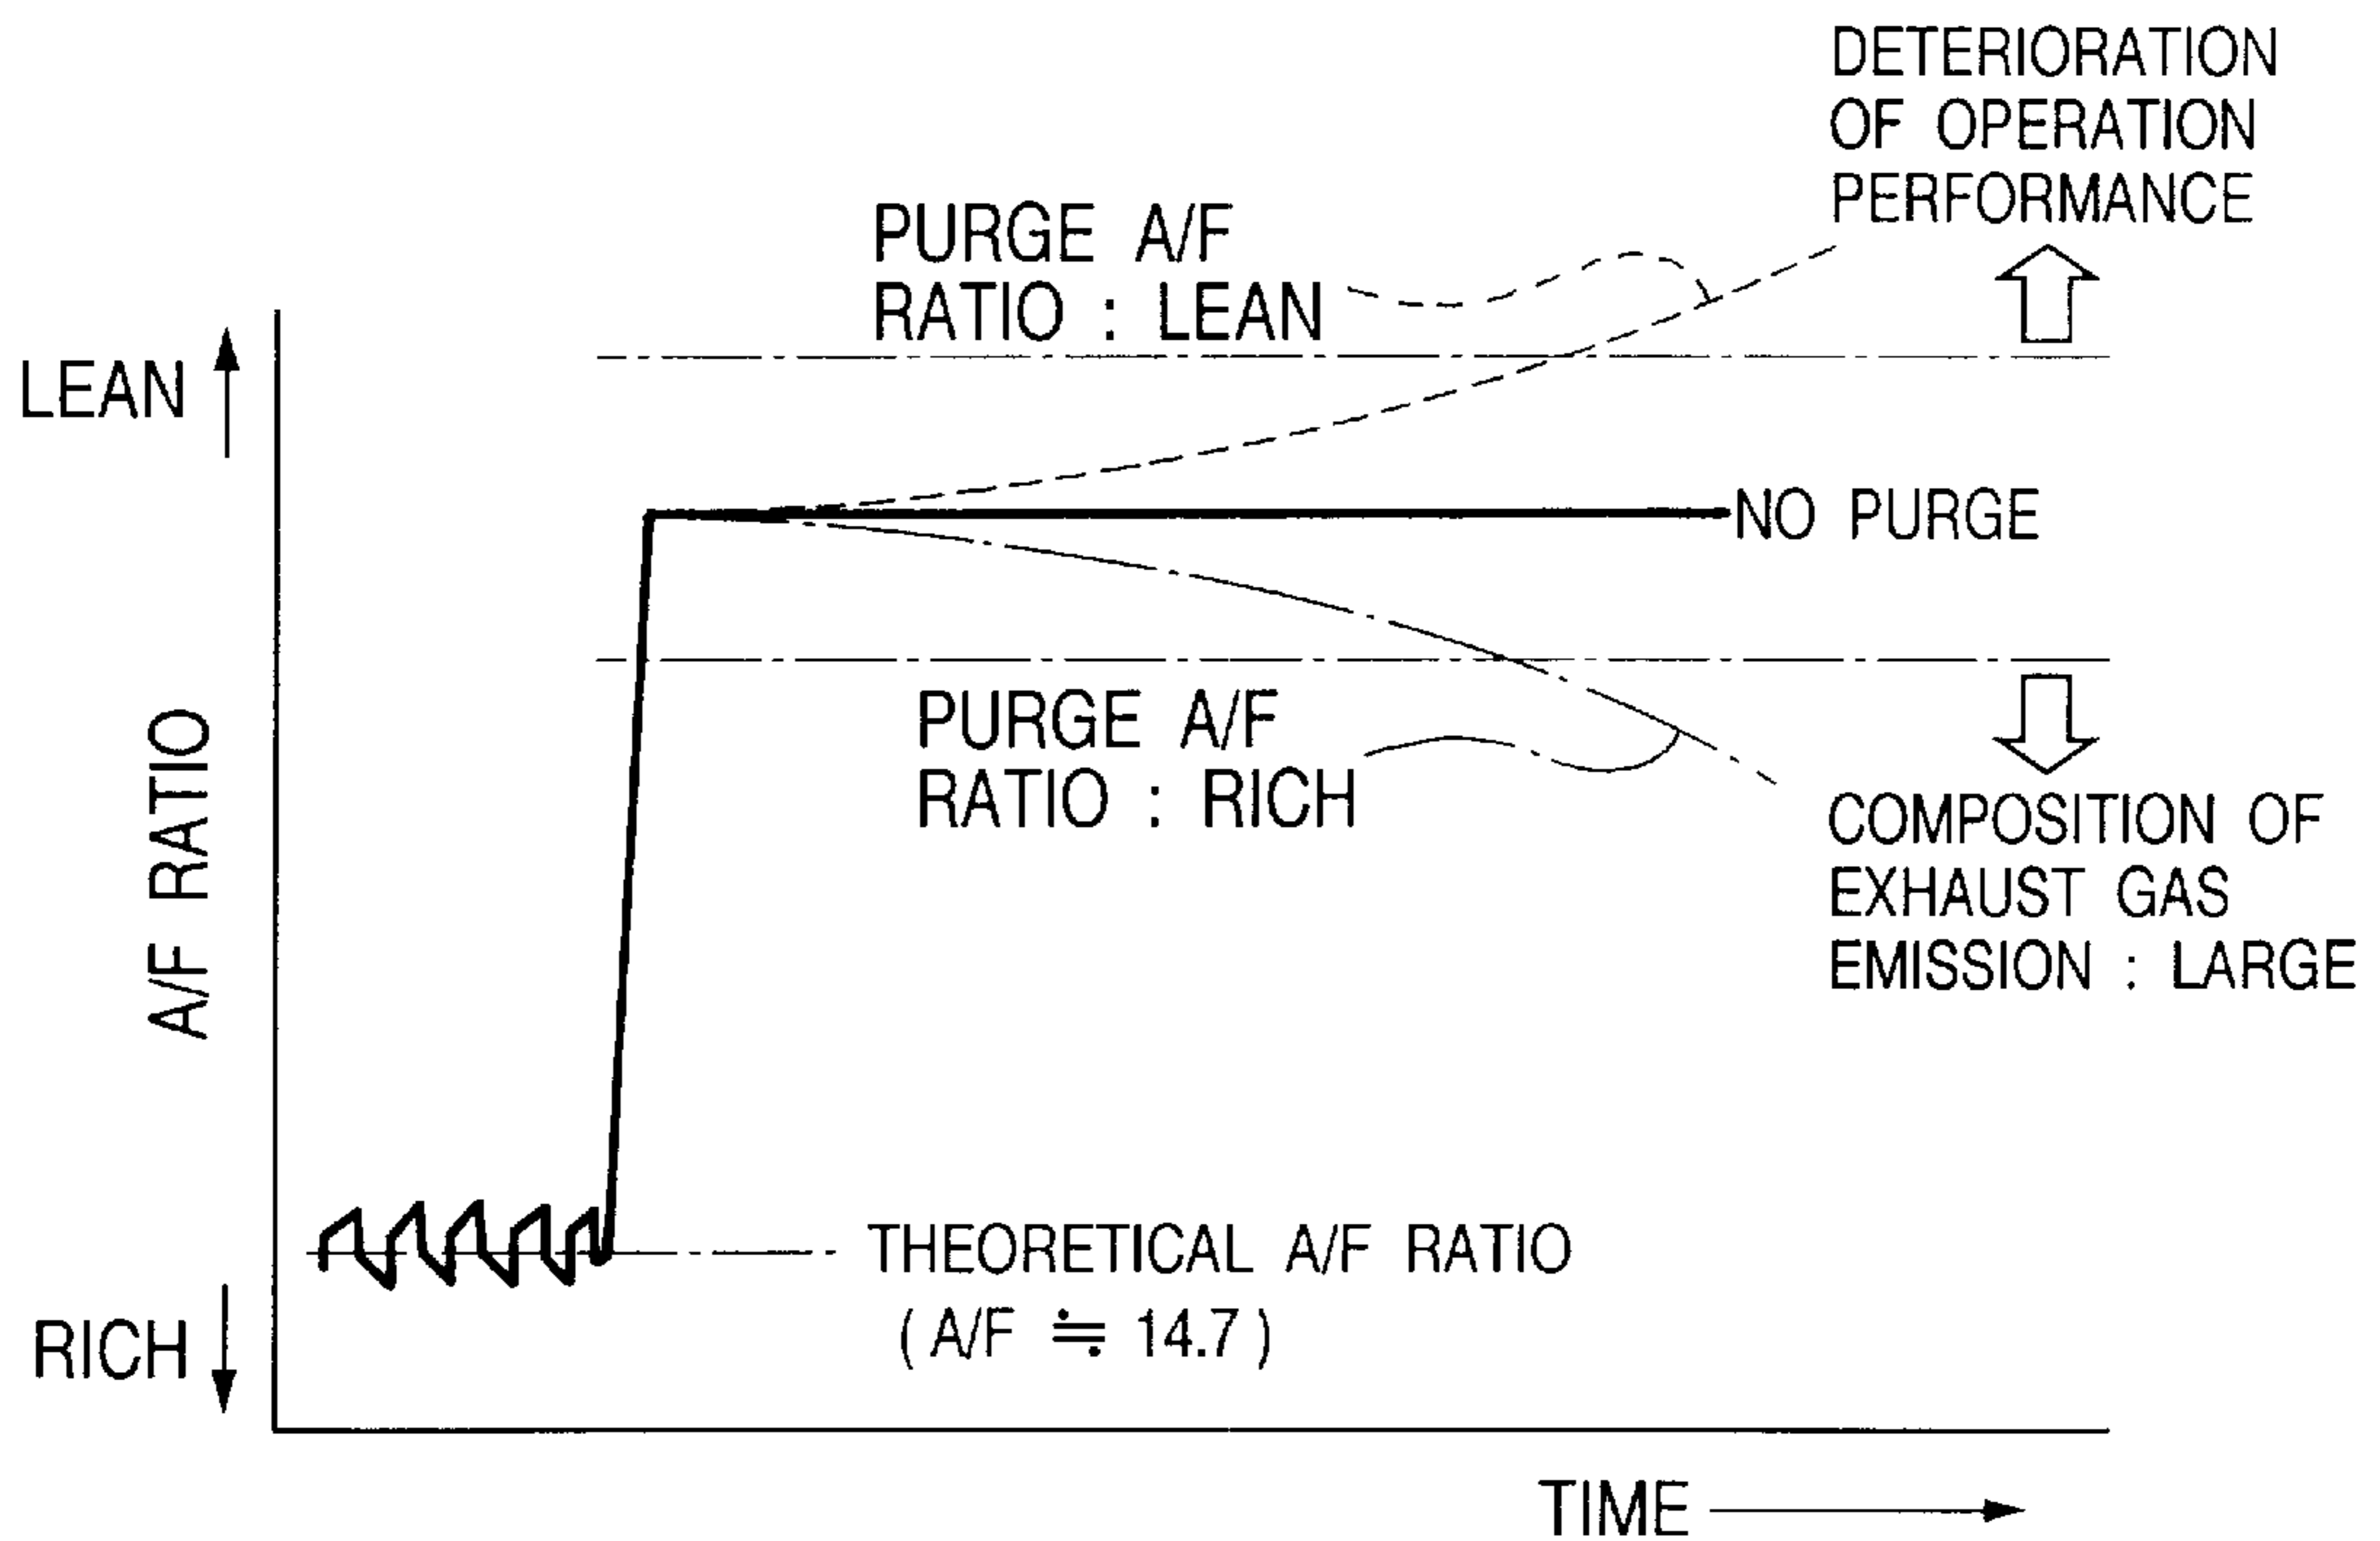 DETERIORATION
OF OPERATION
PERFORMANCE
PURGE A/F
RATIO : LEAN
LEAN
NO PURGE
PURGE A/F
RATIO : RICH
COMPOSITION OF
EXHAUST GAS
EMISSION : LARGE
A/F RATIO
THEORETICAL A/F RATIO
( A/F ≒ 14.7 )
RICH
TIME